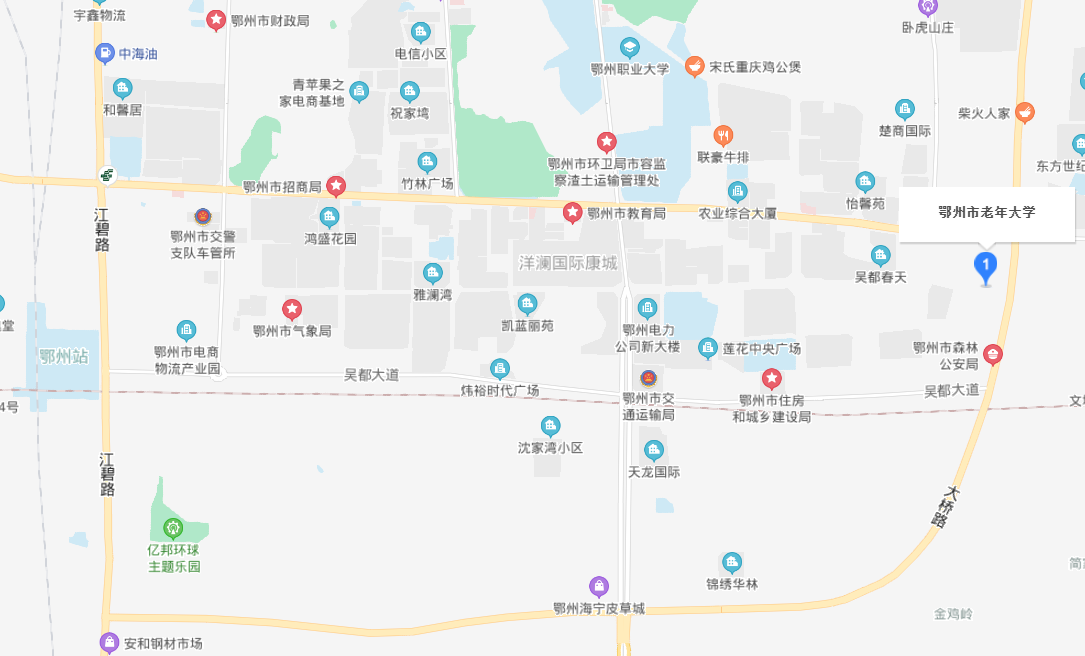 宇鑫物流
鄂州市财政局
卧虎山庄
电信小区
中海油
鄂州职业大学
宋氏重庆鸡公煲
青苹果之
家电商基地
和馨居
祝家塆
柴火人家
楚商国际
联豪牛排
鄂州市环卫局市容监
察渣土运输管理处
东方世纪
竹林广场
鄂州市招商局
怡馨苑
农业综合大厦
鄂州市教育局
鄂州市老年大学
江碧路
鄂州市交警
支队车管所
鸿盛花园
1
洋澜国际康城
吴都春天
雅澜湾
凯蓝丽苑
鄂州市气象局
堂
鄂州电力
公司新大楼
莲花中央广场
鄂州市森林
公安局
鄂州站
鄂州市电商
物流产业园
吴都大道
炜裕时代广场
吴都大道
4号
鄂州市交
通运输局
鄂州市住房
和城乡建设局
沈家湾小区
天龙国际
江碧路
大桥路
亿邦环球
主题乐园
锦绣华林
鄂州海宁皮草城
金鸡岭
安和钢材市场